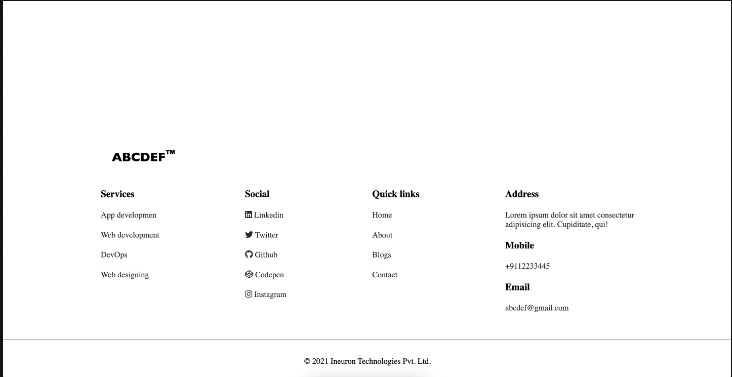 ABCDEF™
Services
App developmen
Web development
DevOps
Web designing
Social
Linkedin
Twitter
Github
Codepen
Instagram
Quick links
Home
About
Blogs
Contact
Address
Lorem ipsum dolor sit amet consectetur
adipisicing elit. Cupiditate, qui!
Mobile
+9112233445
Email
abcdef@gmail.com
© 2021 Ineuron Technologies Pvt. Ltd.